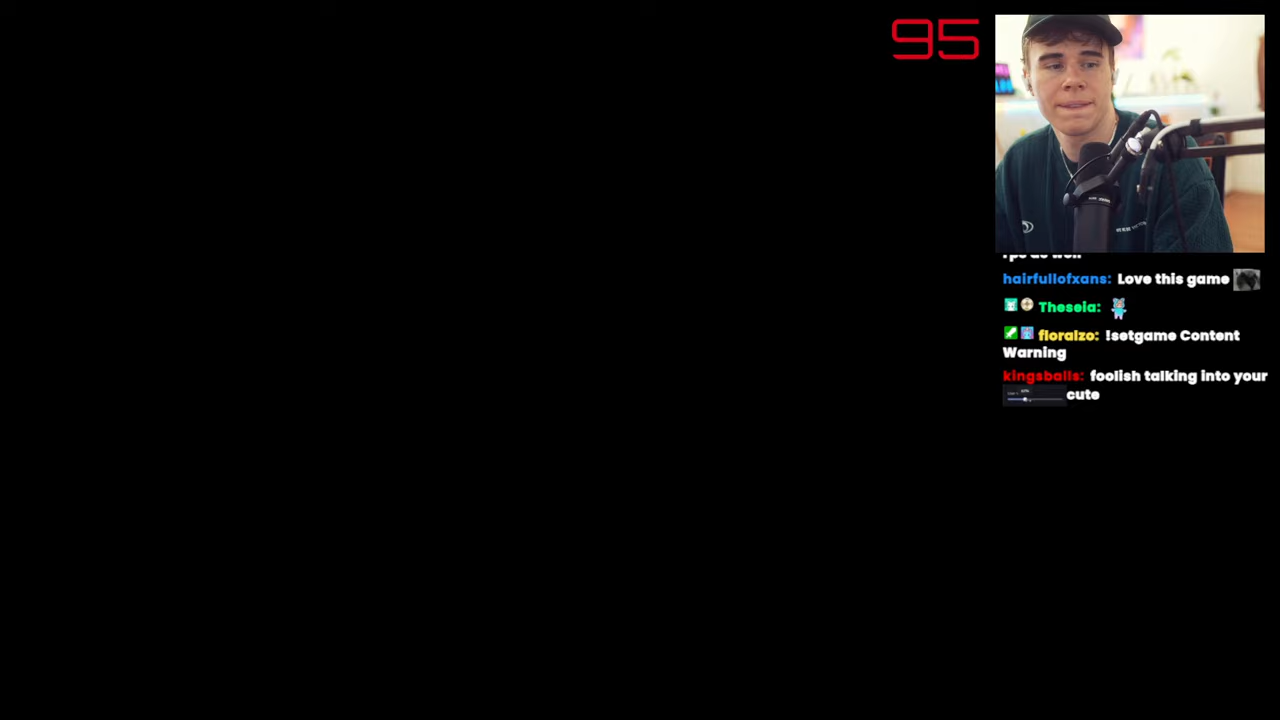 95
hairfullofxans: Love this game
Theseia:
floralzo: !setgame Content
Warning
kingsballs: foolish talking into your
cute